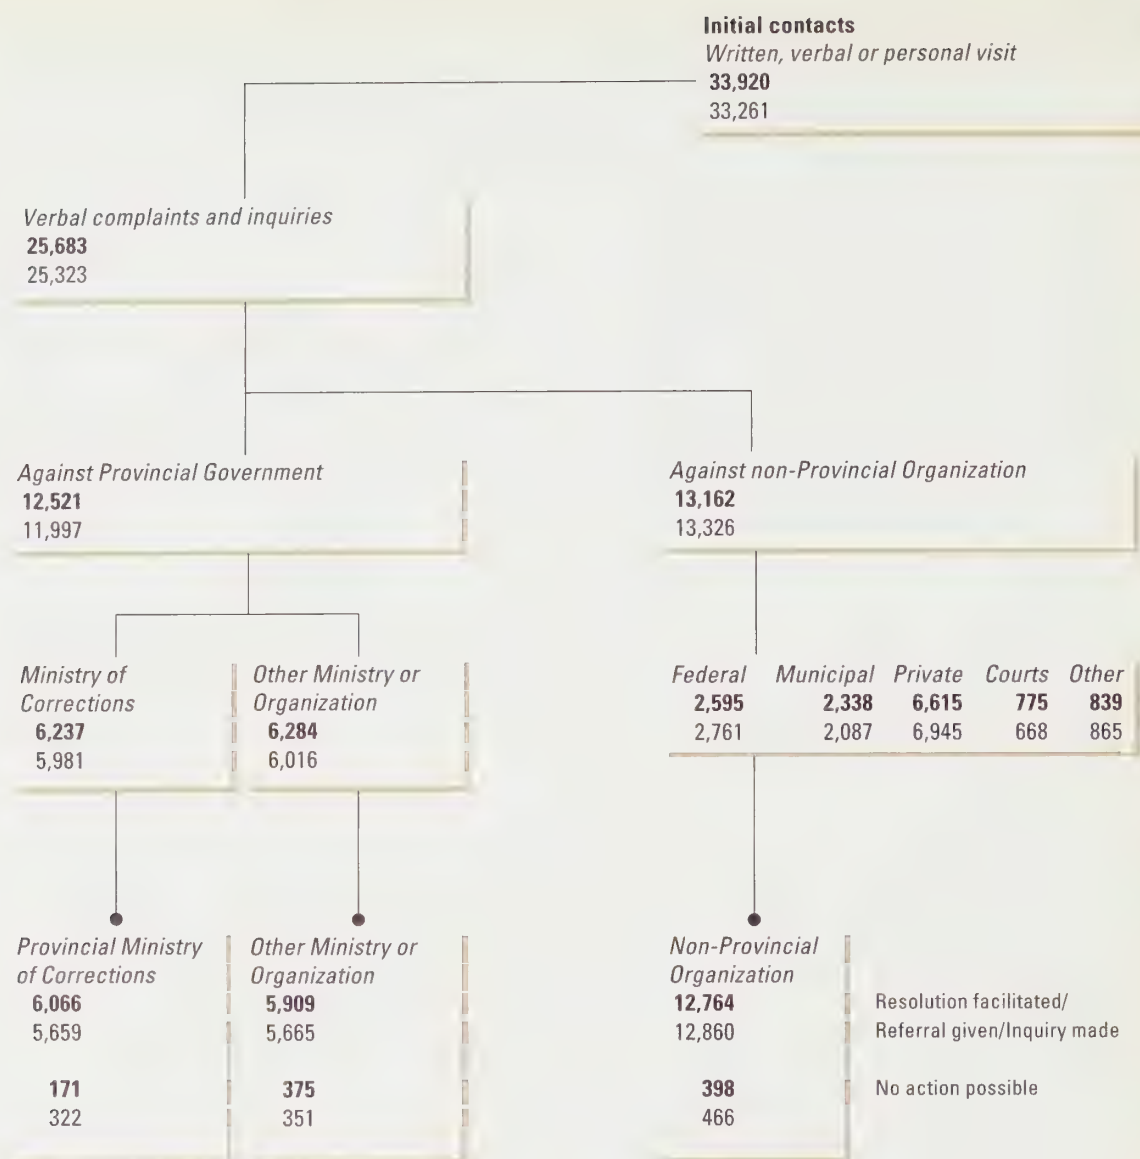 Initial contacts
Written, verbal or personal visit
33,920
33,261
Verbal complaints and inquiries
25,683
25,323
Against Provincial Government
12,521
11,997
Against non-Provincial Organization
13,162
13,326
Ministry of
Corrections
6,237
5,981
Other Ministry or
Organization
6,284
6,016
Federal Municipal Private Courts Other
2,595 2,338 6,615 775 839
2,761 2,087 6,945 668 865
Provincial Ministry
of Corrections
6,066
5,659
171
322
Other Ministry or
Organization
5,909
5,665
375
351
Non-Provincial
Organization
12,764
12,860
398
466
Resolution facilitated/
Referral given/Inquiry made
No action possible